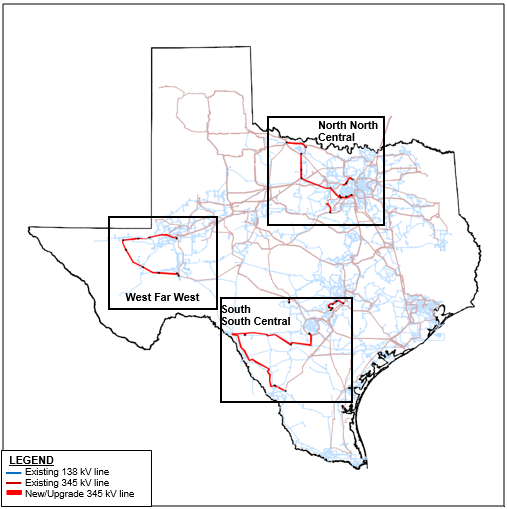 North North
Central
West Far West
South
South Central
LEGEND
Existing 138 kV line
Existing 345 kV line
New/Upgrade 345 kV line